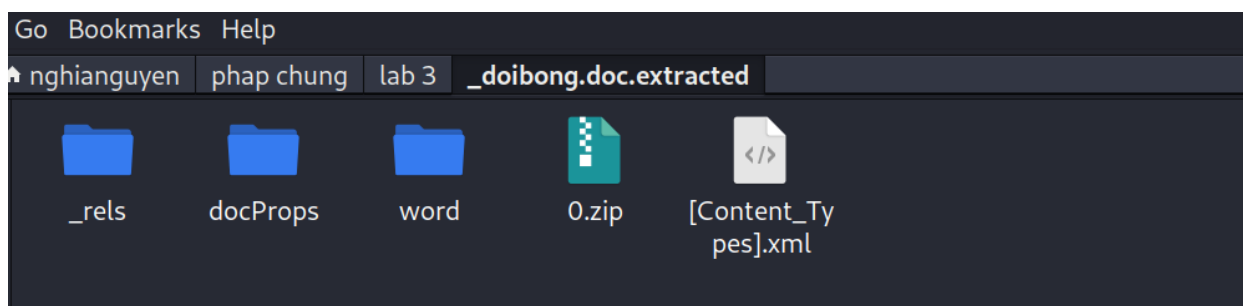 Go Bookmarks Help
nghianguyen phap chung lab 3 _doibong.doc.extracted
</>
_rels docProps word 0.zip [Content_Ty
pes].xml